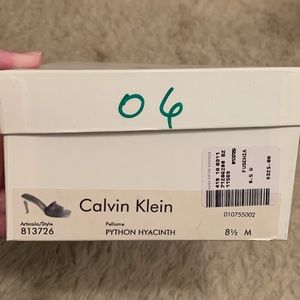 06
Calvin Klein
Articolo/Style
813726
Pellame
PYTHON HYACINTH
010755002
8½ M
FUSCHIA
8.5 B
$325.00